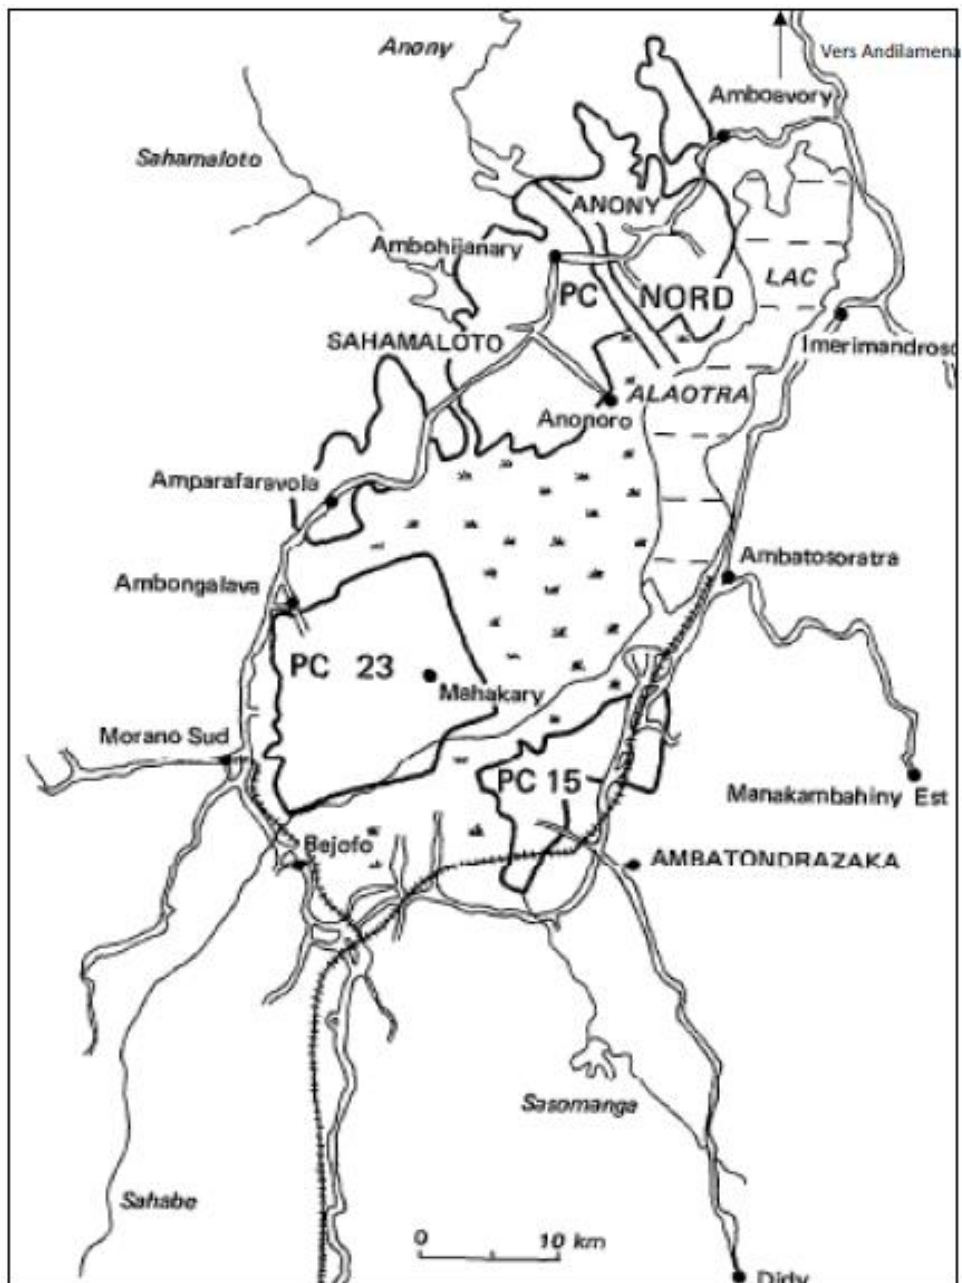 Anony
Vers Andilamena
Amboavory
Sahamaloto
ANONY
Ambohijanary
LAC
PC NORD
SAHAMALOTO
Imerimandroso
ALAOTRA
Anonoro
Amparafaravola
Ambatosoratra
Ambongalava
PC 23
Mahakary
Morano Sud
PC 15
Manakambahiny Est
Bejofo
AMBATONDRAZAKA
Sasomanga
Sahabe
0 10 km
Didy